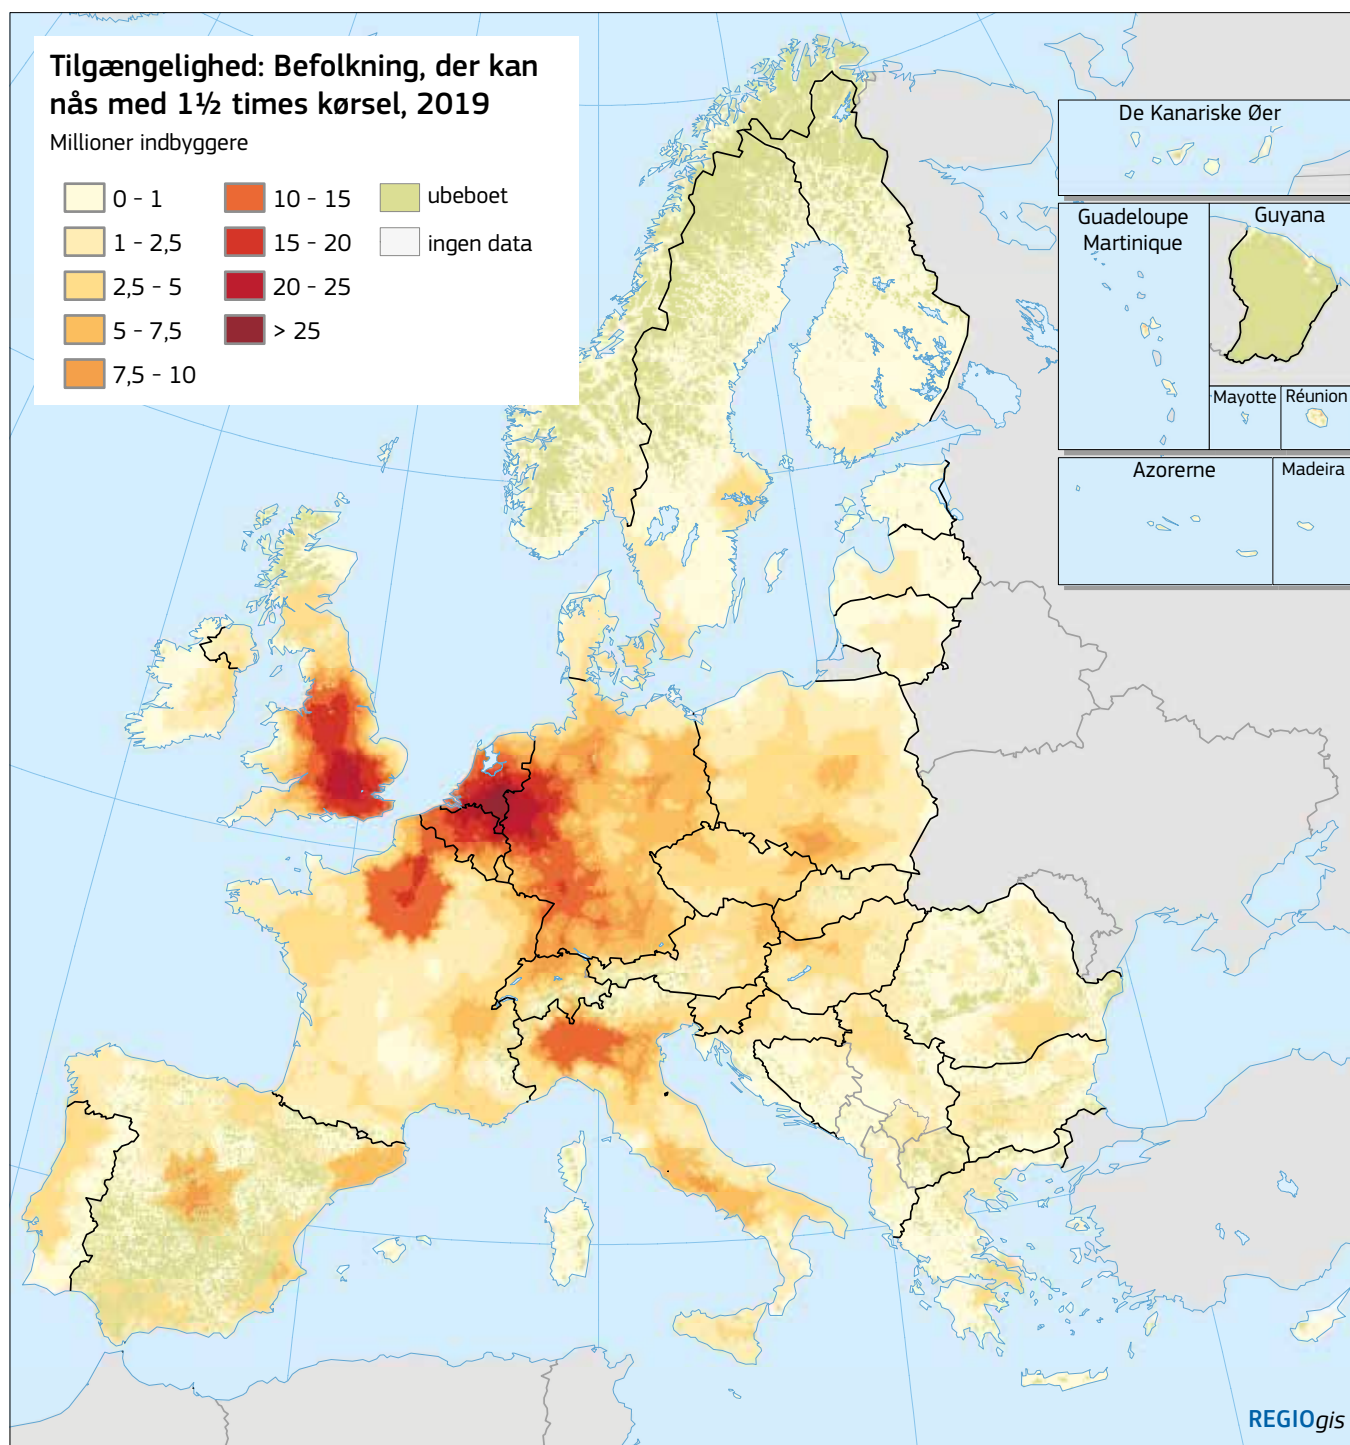 Tilgængelighed: Befolkning, der kan
nås med 1½ times kørsel, 2019
Millioner indbyggere
0 - 1
1 - 2,5
2,5 - 5
5 - 7,5
7,5 - 10
10 - 15
15 - 20
20 - 25
> 25
ubeboet
ingen data
De Kanariske Øer
Guadeloupe
Martinique
Guyana
Mayotte
Réunion
Azorerne
Madeira
REGIOgis